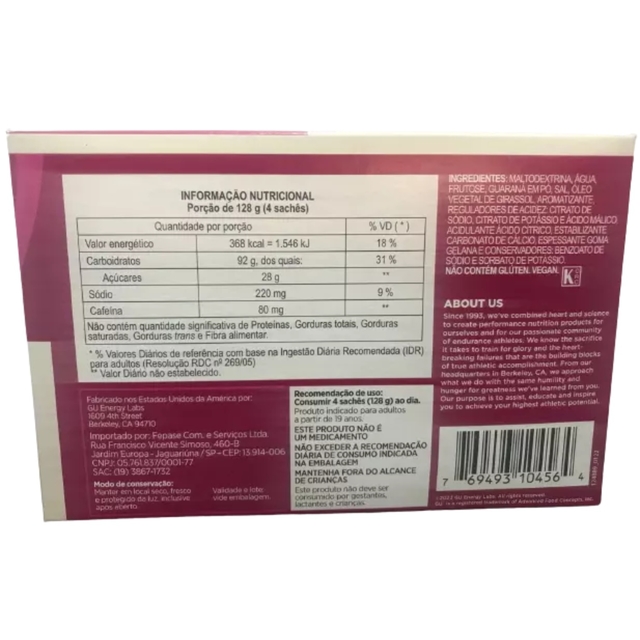 INFORMAÇÃO NUTRICIONAL
Porção de 128 g (4 sachês)
Quantidade por porção % VD ( * )
Valor energético 368 kcal = 1.546 kJ 18 %
Carboidratos 92 g, dos quais: 31 %
Açúcares 28 g **
Sódio 220 mg 9 %
Cafeína 80 mg **
Não contém quantidade significativa de Proteínas, Gorduras totais, Gorduras
saturadas, Gorduras trans e Fibra alimentar.
* % Valores Diários de referência com base na Ingestão Diária Recomendada (IDR)
para adultos (Resolução RDC nº 269/05)
** Valor Diário não estabelecido.
Fabricado nos Estados Unidos da América por:
GU Energy Labs
1609 4th Street
Berkeley, CA 94710
Importado por: Fepase Com. e Serviços Ltda.
Rua Francisco Vicente Simoso, 460-B
Jardim Europa - Jaguariúna / SP - CEP: 13.914-006
CNPJ: 05.761.837/0001-77
SAC: (19) 3867-1732
Modo de conservação:
Manter em local seco, fresco
e protegido da luz, inclusive
após aberto.
Validade e lote:
vide embalagem.
Recomendação de uso:
Consumir 4 sachês (128 g) ao dia.
Produto indicado para adultos
a partir de 19 anos.
ESTE PRODUTO NÃO É
UM MEDICAMENTO
NÃO EXCEDER A RECOMENDAÇÃO
DIÁRIA DE CONSUMO INDICADA
NA EMBALAGEM
MANTENHA FORA DO ALCANCE
DE CRIANÇAS
Este produto não deve ser
consumido por gestantes,
lactantes e crianças.
INGREDIENTES: MALTODEXTRINA, ÁGUA,
FRUTOSE, GUARANÁ EM PÓ, SAL, ÓLEO
VEGETAL DE GIRASSOL, AROMATIZANTE,
REGULADORES DE ACIDEZ: CITRATO DE
SÓDIO, CITRATO DE POTÁSSIO E ÁCIDO MÁLICO,
ACIDULANTE ÁCIDO CÍTRICO, ESTABILIZANTE
CARBONATO DE CÁLCIO, ESPESSANTE GOMA
GELANA E CONSERVADORES: BENZOATO DE
SÓDIO E SORBATO DE POTÁSSIO.
NÃO CONTÉM GLÚTEN. VEGAN.
K
ABOUT US
Since 1993, we've combined heart and science
to create performance nutrition products for
ourselves and for our passionate community
of endurance athletes. We know the sacrifice
it takes to train for glory and the heart-
breaking failures that are the building blocks
of true athletic accomplishment. From our
headquarters in Berkeley, CA, we approach
what we do with the same humility and
hunger for greatness we've learned from you.
Our purpose is to assist, educate and inspire
you to achieve your highest athletic potential.
7 69493 10456 4
©2022 GU Energy Labs. All rights reserved.
GU is a registered trademark of Advanced Food Concepts, Inc.